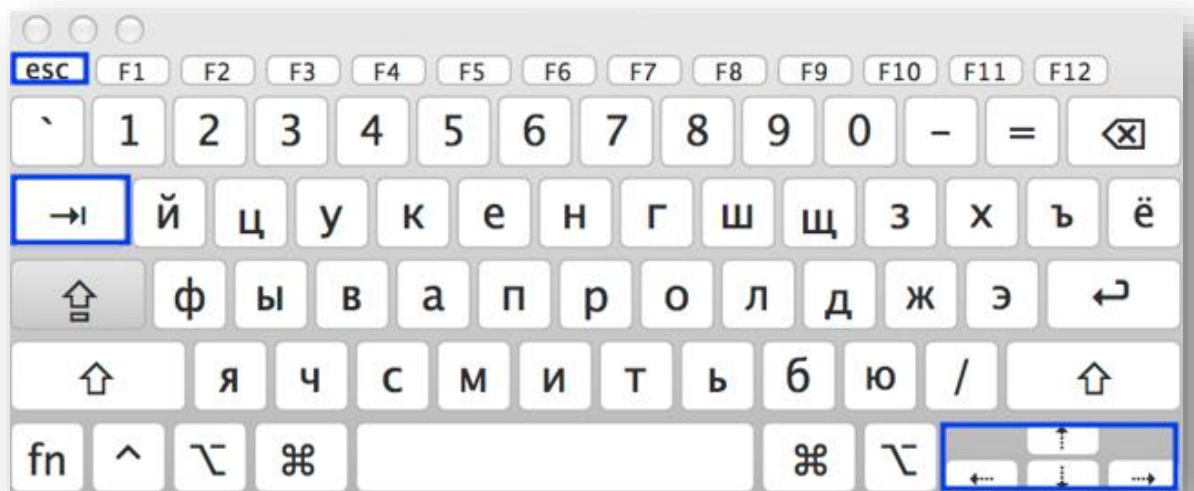 esc F1 F2 F3 F4 F5 F6 F7 F8 F9 F10 F11 F12
` 1 2 3 4 5 6 7 8 9 0 - = ⌫
⇥ й ц у к е н г ш щ з х ъ ё
⇪ ф ы в а п р о л д ж э ↩
⇧ я ч с м и т ь б ю / ⇧
fn ^ ⌥ ⌘ ⌘ ⌥ ⇠ ⇡ ⇣ ⇢